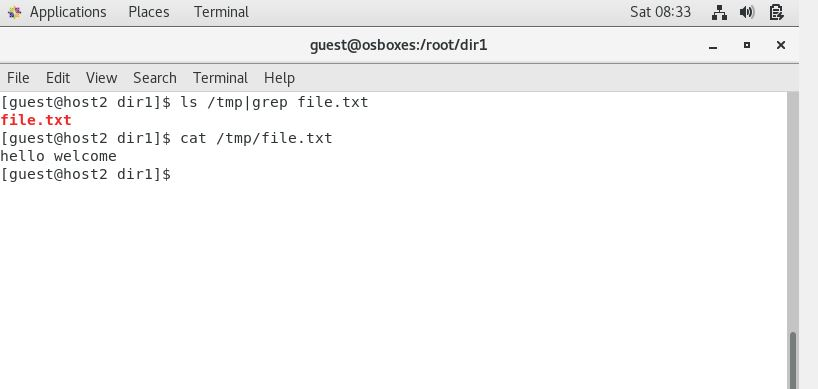 Applications Places Terminal Sat 08:33
guest@osboxes:/root/dir1
File Edit View Search Terminal Help
[guest@host2 dir1]$ ls /tmp|grep file.txt
file.txt
[guest@host2 dir1]$ cat /tmp/file.txt
hello welcome
[guest@host2 dir1]$